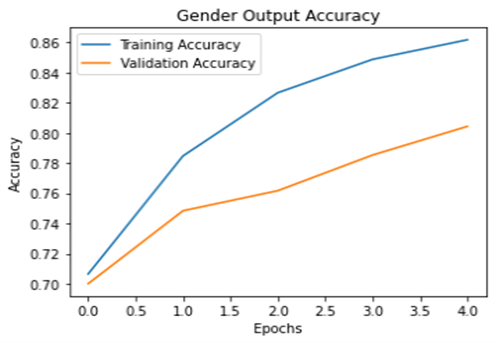 Gender Output Accuracy
Training Accuracy
Validation Accuracy
0.86
0.84
0.82
0.80
0.78
0.76
0.74
0.72
0.70
Accuracy
0.0 0.5 1.0 1.5 2.0 2.5 3.0 3.5 4.0
Epochs